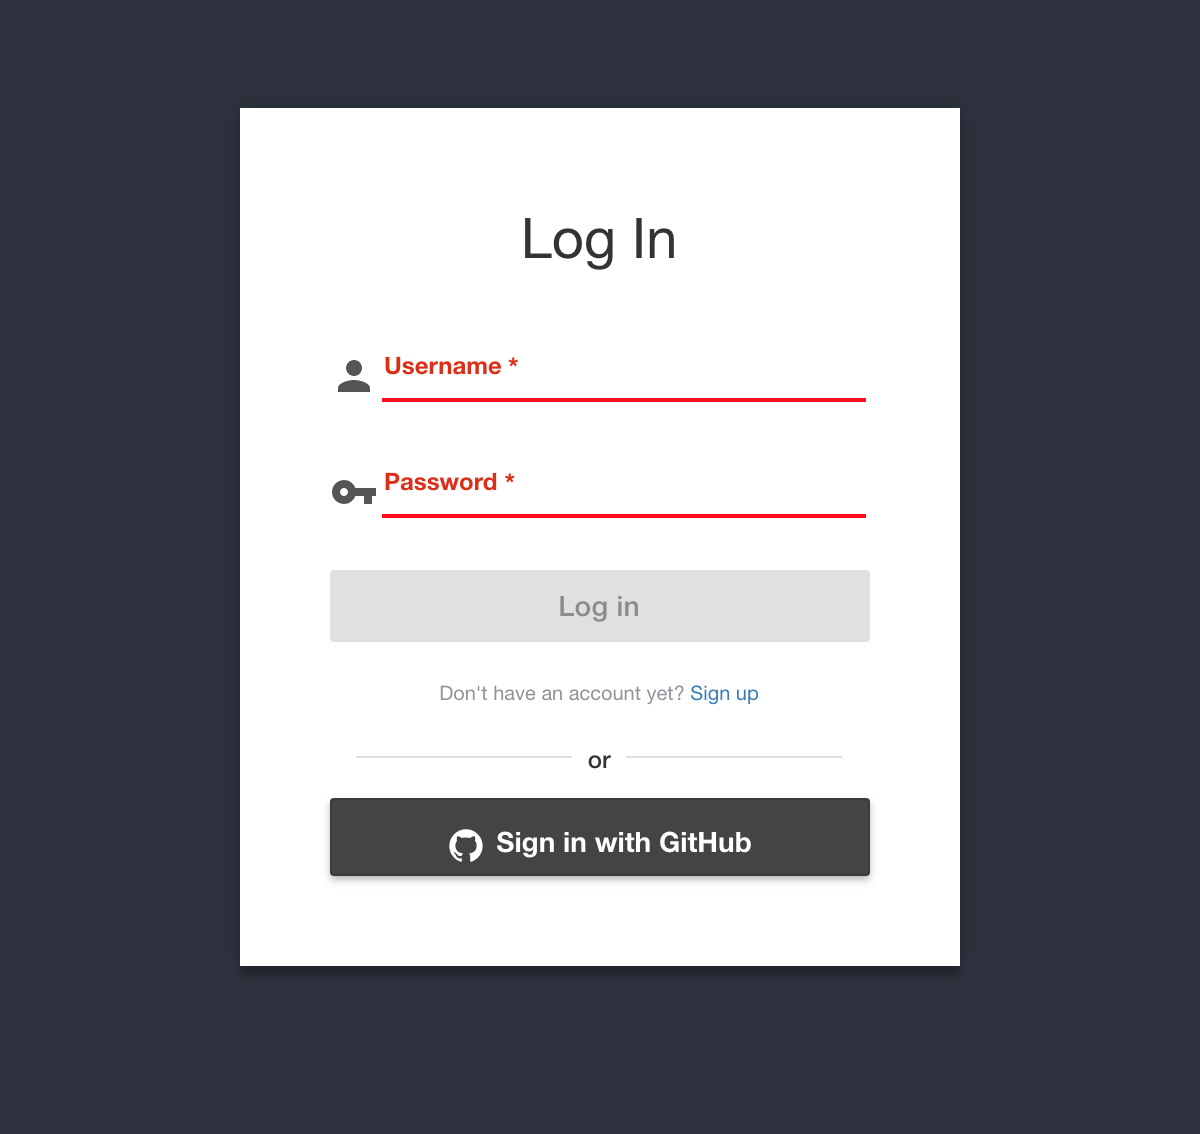 Log In
Username *
Password *
Log in
Don't have an account yet? Sign up
or
Sign in with GitHub